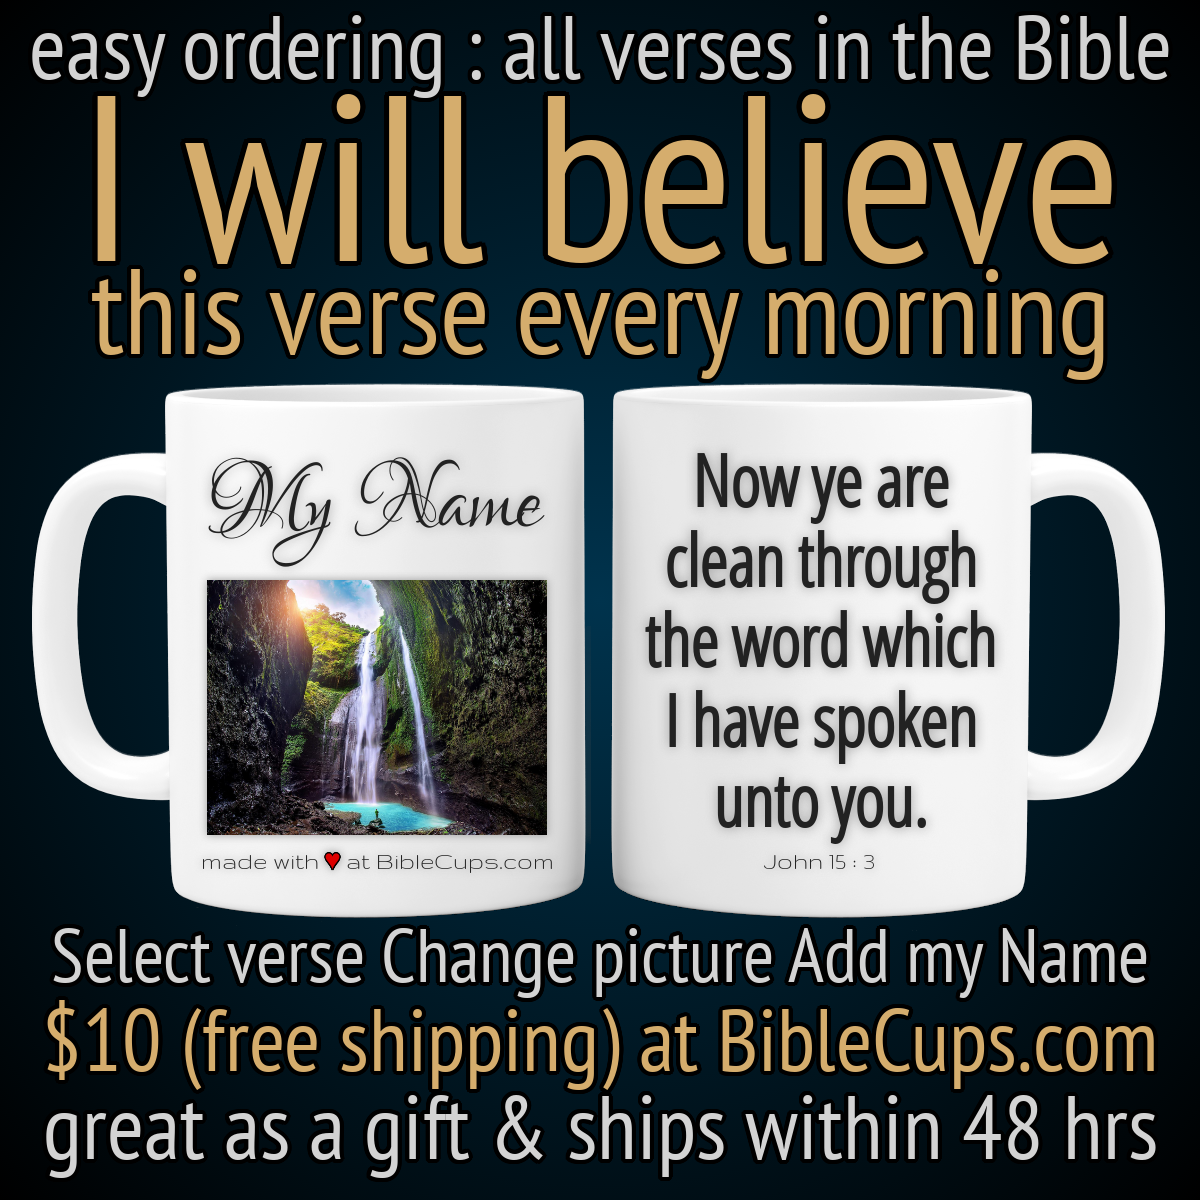 easy ordering : all verses in the Bible
I will believe
this verse every morning
My Name
made with ❤ at BibleCups.com
Now ye are
clean through
the word which
I have spoken
unto you.
John 15 : 3
Select verse Change picture Add my Name
$10 (free shipping) at BibleCups.com
great as a gift & ships within 48 hrs